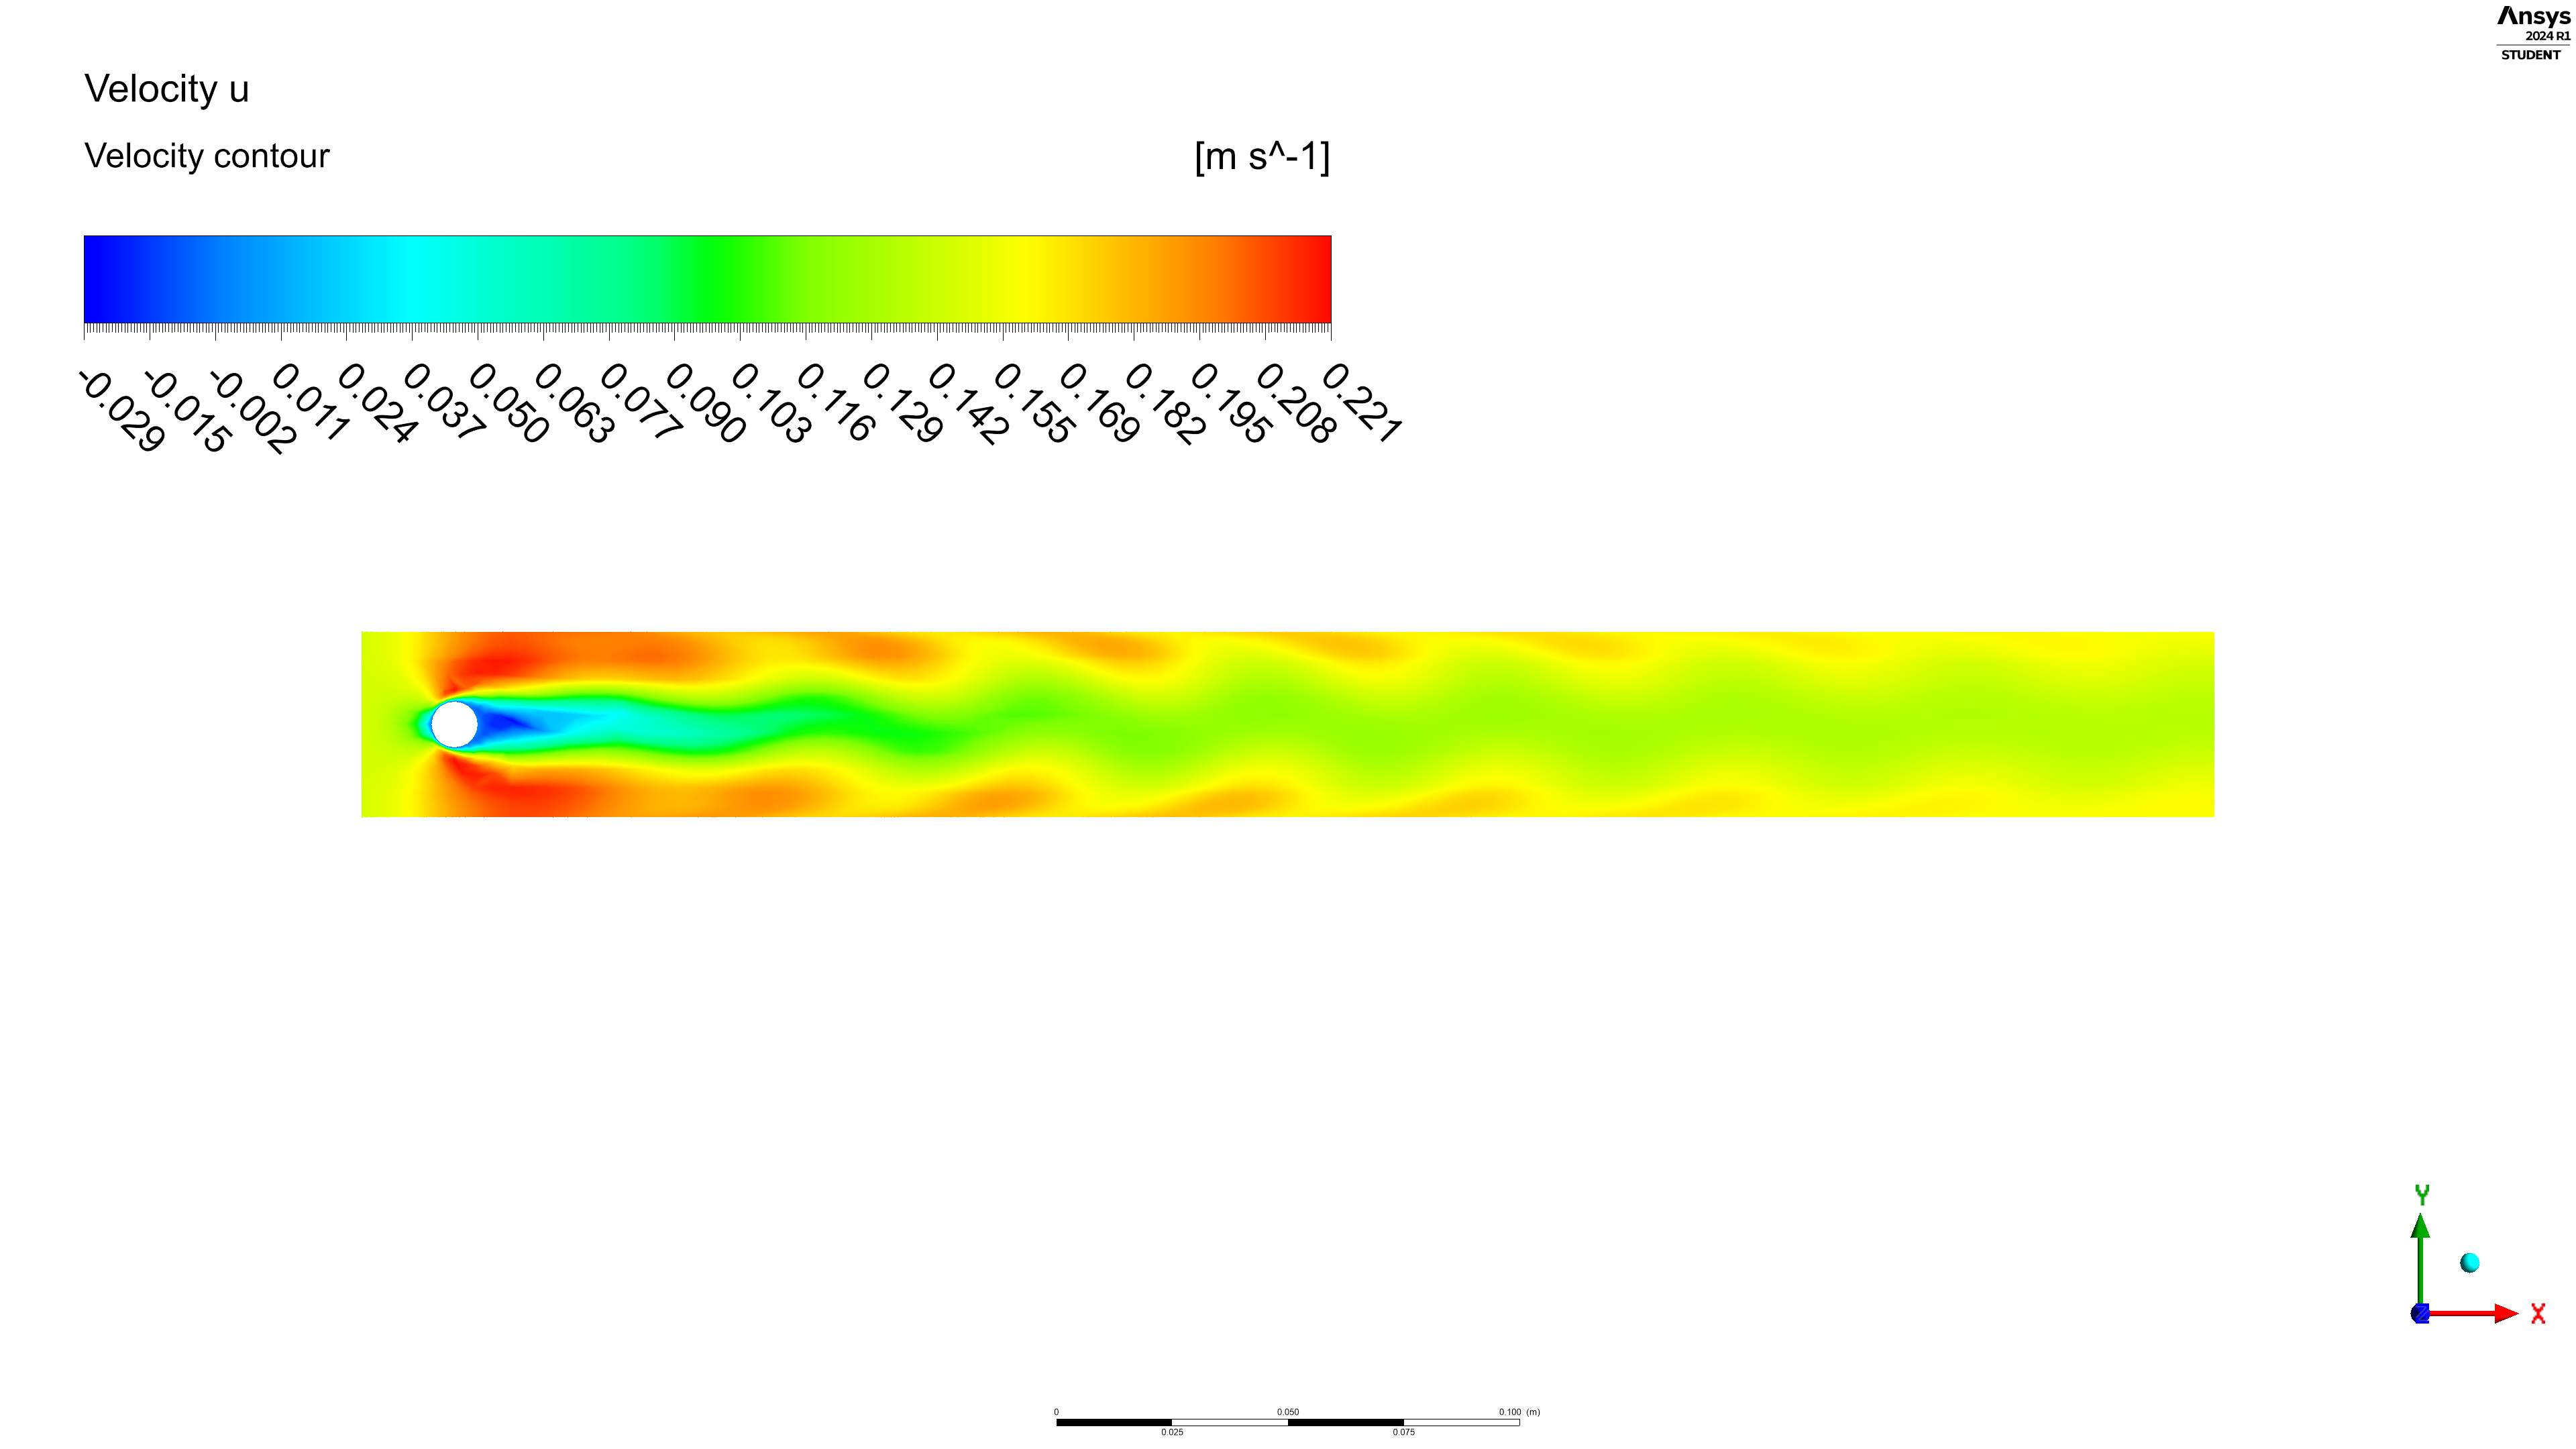 Ansys
2024 R1
STUDENT
Velocity u
Velocity contour
[m s^-1]
-0.029
-0.015
-0.002
0.011
0.024
0.037
0.050
0.063
0.077
0.090
0.103
0.116
0.129
0.142
0.155
0.169
0.182
0.195
0.208
0.221
Y
Z
X
0 0.050 0.100 (m)
0.025 0.075